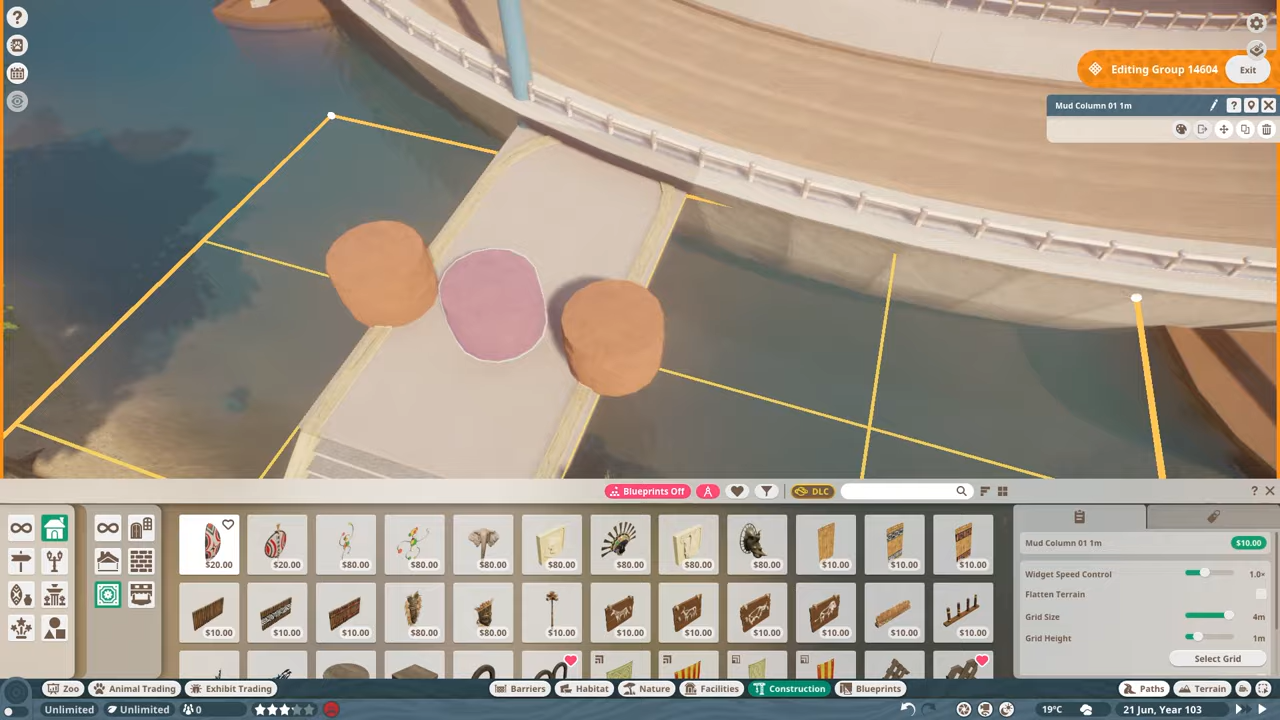 ?
Editing Group 14604
Exit
Mud Column 01 1m
?
Blueprints Off
DLC
?
$20.00
$20.00
$80.00
$80.00
$80.00
$80.00
$80.00
$80.00
$80.00
$10.00
$10.00
$10.00
$10.00
$10.00
$10.00
$80.00
$80.00
$10.00
$80.00
$80.00
$80.00
$80.00
$10.00
$10.00
Mud Column 01 1m
$10.00
Widget Speed Control
1.0×
Flatten Terrain
Grid Size
4m
Grid Height
1m
Select Grid
Zoo
Animal Trading
Exhibit Trading
Barriers
Habitat
Nature
Facilities
Construction
Blueprints
Paths
Terrain
Unlimited
Unlimited
0
19°C
21 Jun, Year 103